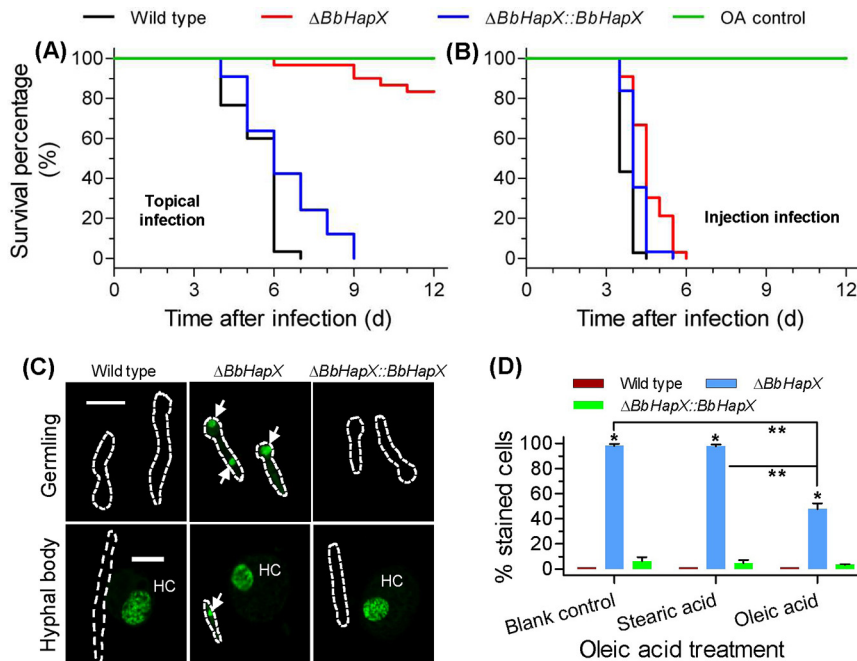 Wild type ΔBbHapX ΔBbHapX::BbHapX OA control
(A)
100
80
60
40
20
0
Survival percentage
(%)
Topical
infection
0 3 6 9 12
Time after infection (d)
(B)
100
80
60
40
20
0
Injection infection
0 3 6 9 12
Time after infection (d)
(C)
Wild type ΔBbHapX ΔBbHapX::BbHapX
Germling
Hyphal body
HC HC HC
(D)
Wild type ΔBbHapX
ΔBbHapX::BbHapX
% stained cells
100
80
60
40
20
0
* * *
**
**
Blank control Stearic acid Oleic acid
Oleic acid treatment